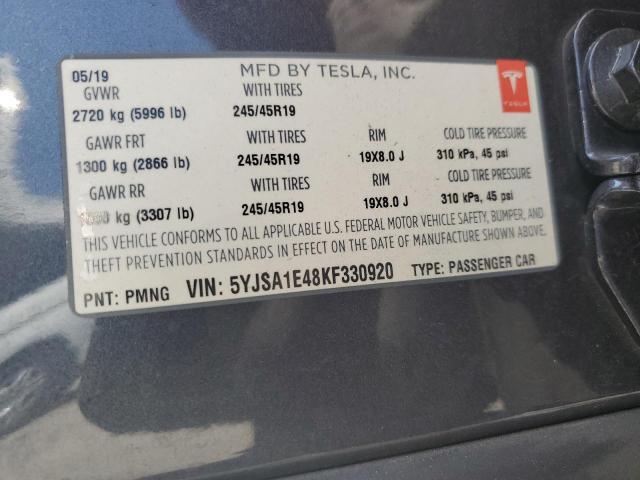 05/19 MFD BY TESLA, INC.
GVWR WITH TIRES
2720 kg (5996 lb) 245/45R19
GAWR FRT WITH TIRES RIM COLD TIRE PRESSURE
1300 kg (2866 lb) 245/45R19 19X8.0 J 310 kPa, 45 psi
GAWR RR WITH TIRES RIM COLD TIRE PRESSURE
kg (3307 lb) 245/45R19 19X8.0 J 310 kPa, 45 psi
THIS VEHICLE CONFORMS TO ALL APPLICABLE U.S. FEDERAL MOTOR VEHICLE SAFETY, BUMPER, AND
THEFT PREVENTION STANDARDS IN EFFECT ON THE DATE OF MANUFACTURE SHOWN ABOVE.
PNT: PMNG VIN: 5YJSA1E48KF330920 TYPE: PASSENGER CAR
TESLA